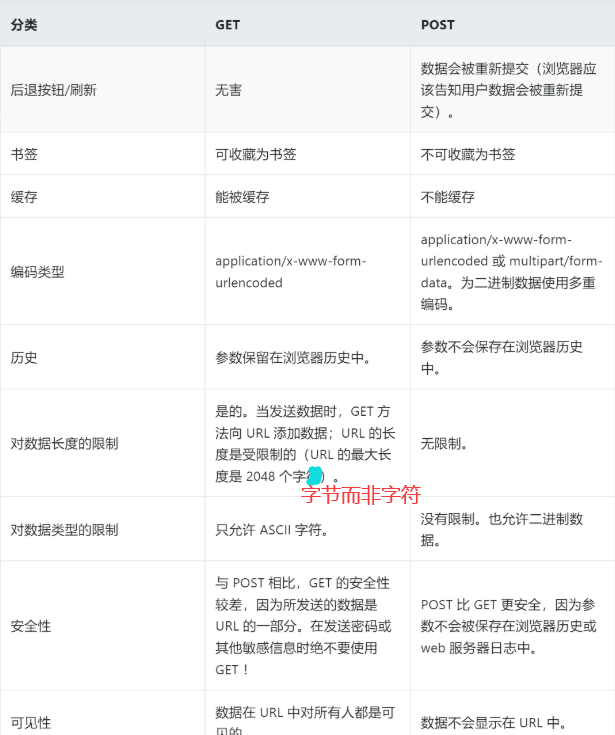 分类 GET POST
后退按钮/刷新 无害 数据会被重新提交（浏览器应
该告知用户数据会被重新提
交）。
书签 可收藏为书签 不可收藏为书签
缓存 能被缓存 不能缓存
编码类型
application/x-www-form-
urlencoded
application/x-www-form-
urlencoded 或 multipart/form-
data。为二进制数据使用多重
编码。
历史 参数保留在浏览器历史中。
参数不会保存在浏览器历史
中。
对数据长度的限制
是的。当发送数据时，GET 方
法向 URL 添加数据；URL 的长
度是受限制的（URL 的最大长
度是 2048 个字）。
字节而非字符
无限制。
对数据类型的限制 只允许 ASCII 字符。
没有限制。也允许二进制数
据。
安全性
与 POST 相比，GET 的安全性
较差，因为所发送的数据是
URL 的一部分。在发送密码或
其他敏感信息时绝不要使用
GET！
POST 比 GET 更安全，因为参
数不会被保存在浏览器历史或
web 服务器日志中。
可见性
数据在 URL 中对所有人都是可
见的
数据不会显示在 URL 中。